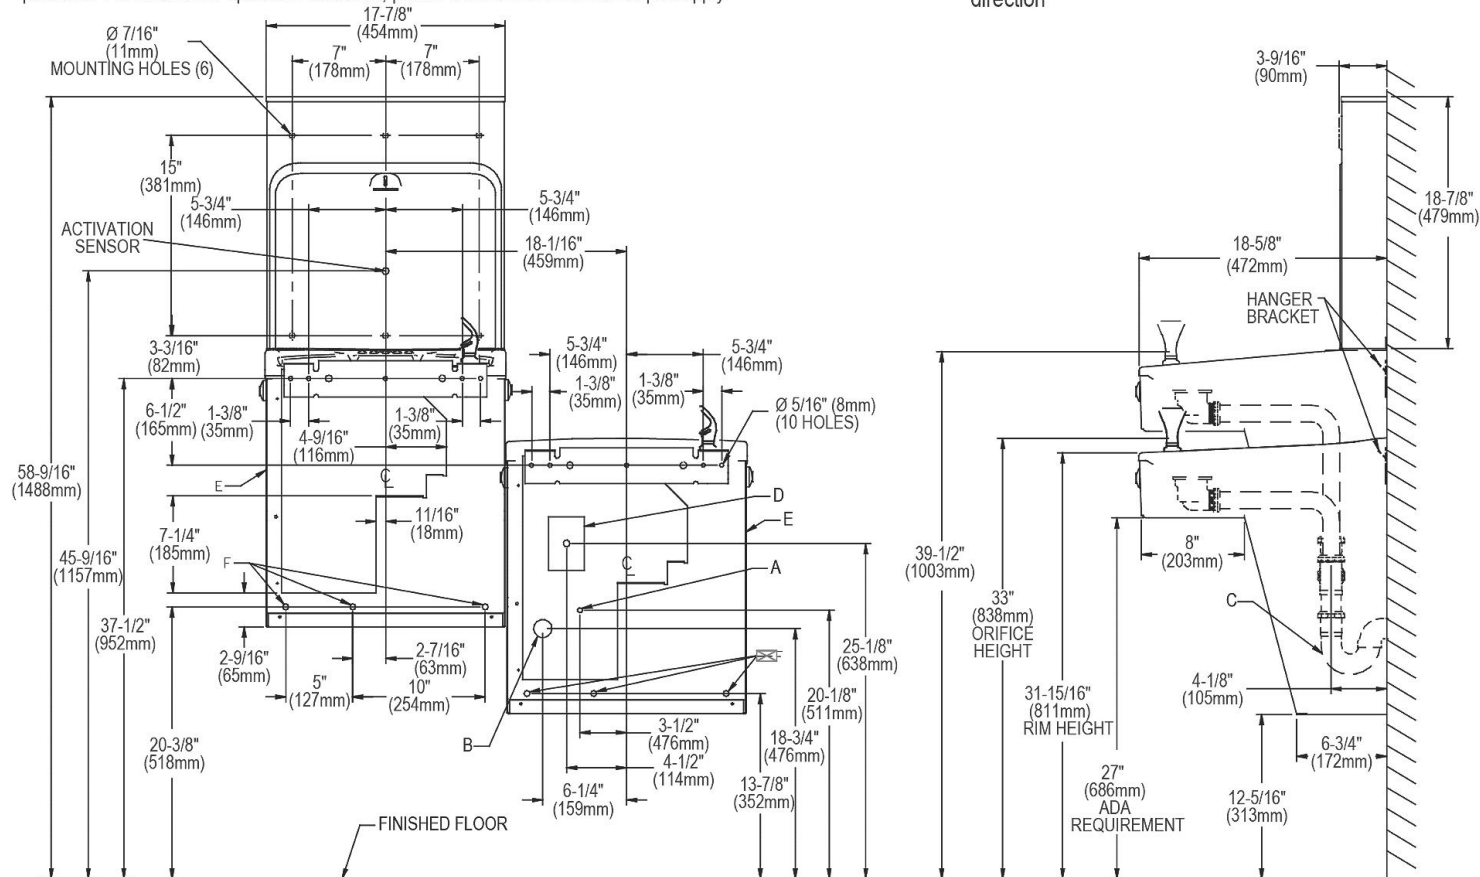 direction
17-7/8"
(454mm)
Ø 7/16"
(11mm)
MOUNTING HOLES (6)
7"
(178mm)
7"
(178mm)
3-9/16"
(90mm)
15"
(381mm)
5-3/4"
(146mm)
5-3/4"
(146mm)
18-7/8"
(479mm)
ACTIVATION
SENSOR
18-1/16"
(459mm)
18-5/8"
(472mm)
HANGER
BRACKET
3-3/16"
(82mm)
5-3/4"
(146mm)
5-3/4"
(146mm)
6-1/2"
(165mm)
1-3/8"
(35mm)
1-3/8"
(35mm)
1-3/8"
(35mm)
1-3/8"
(35mm)
Ø 5/16" (8mm)
(10 HOLES)
4-9/16"
(116mm)
58-9/16"
(1488mm)
E
CL
D
E
11/16"
(18mm)
7-1/4"
(185mm)
45-9/16"
(1157mm)
F
CL
A
39-1/2"
(1003mm)
8"
(203mm)
33"
(838mm)
ORIFICE
HEIGHT
C
37-1/2"
(952mm)
2-9/16"
(65mm)
2-7/16"
(63mm)
5"
(127mm)
10"
(254mm)
25-1/8"
(638mm)
20-1/8"
(511mm)
4-1/8"
(105mm)
31-15/16"
(811mm)
RIM HEIGHT
20-3/8"
(518mm)
B
3-1/2"
(476mm)
18-3/4"
(476mm)
4-1/2"
(114mm)
6-3/4"
(172mm)
6-1/4"
(159mm)
13-7/8"
(352mm)
27"
(686mm)
ADA
REQUIREMENT
12-5/16"
(313mm)
FINISHED FLOOR